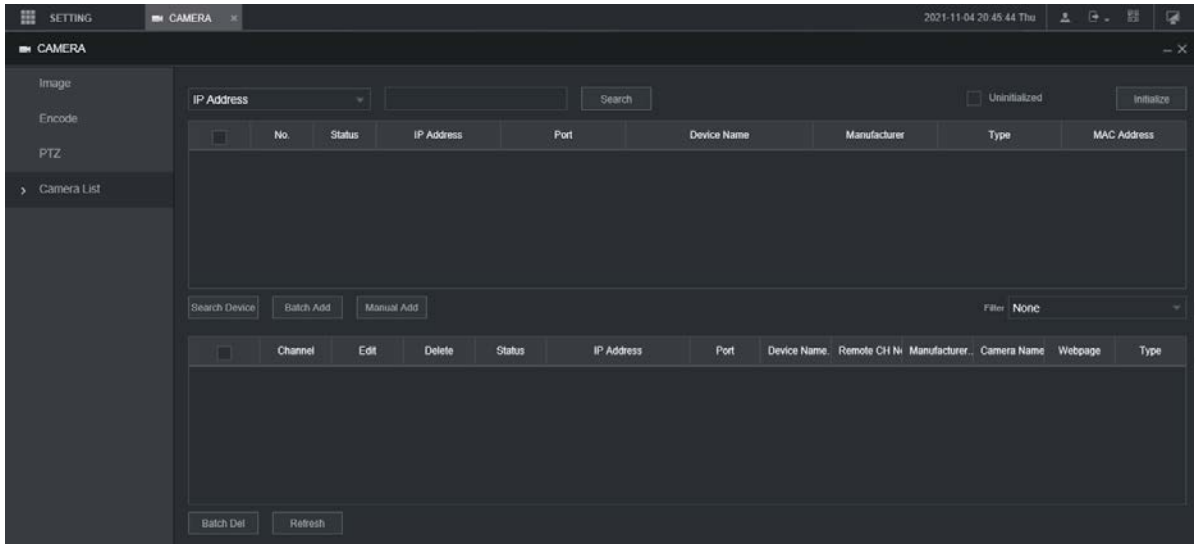 SETTING CAMERA × 2021-11-04 20:45:44 Thu
CAMERA
Image
IP Address Search Uninitialized Initialize
Encode
No. Status IP Address Port Device Name Manufacturer Type MAC Address
PTZ
Camera List
Search Device Batch Add Manual Add Filter None
Channel Edit Delete Status IP Address Port Device Name. Remote CH N Manufacturer.. Camera Name Webpage Type
Batch Del Refresh